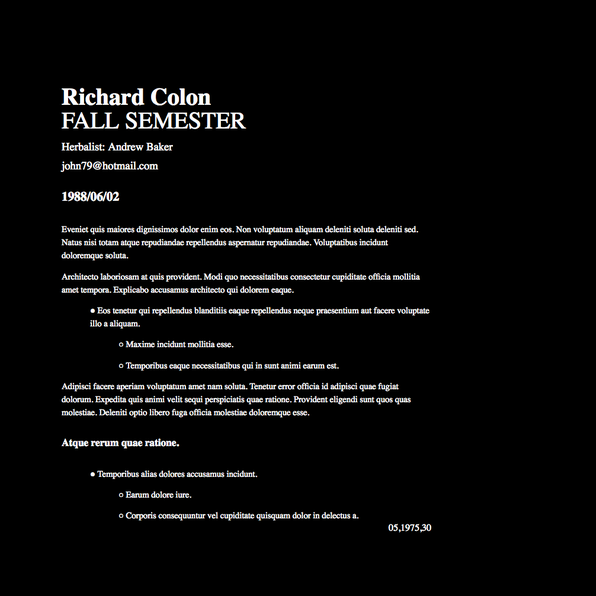 Richard Colon
FALL SEMESTER
Herbalist: Andrew Baker
john79@hotmail.com
1988/06/02
Eveniet quis maiores dignissimos dolor enim eos. Non voluptatum aliquam deleniti soluta deleniti sed.
Natus nisi totam atque repudiandae repellendus aspernatur repudiandae. Voluptatibus incidunt
doloremque soluta.
Architecto laboriosam at quis provident. Modi quo necessitatibus consectetur cupiditate officia mollitia
amet tempora. Explicabo accusamus architecto qui dolorem eaque.
● Eos tenetur qui repellendus blanditiis eaque repellendus neque praesentium aut facere voluptate
illo a aliquam.
○ Maxime incidunt mollitia esse.
○ Temporibus eaque necessitatibus qui in sunt animi earum est.
Adipisci facere aperiam voluptatum amet nam soluta. Tenetur error officia id adipisci quae fugiat
dolorum. Expedita quis animi velit sequi perspiciatis quae ratione. Provident eligendi sunt quos quas
molestiae. Deleniti optio libero fuga officia molestiae doloremque esse.
Atque rerum quae ratione.
● Temporibus alias dolores accusamus incidunt.
○ Earum dolore iure.
○ Corporis consequuntur vel cupiditate quisquam dolor in delectus a.
05,1975,30